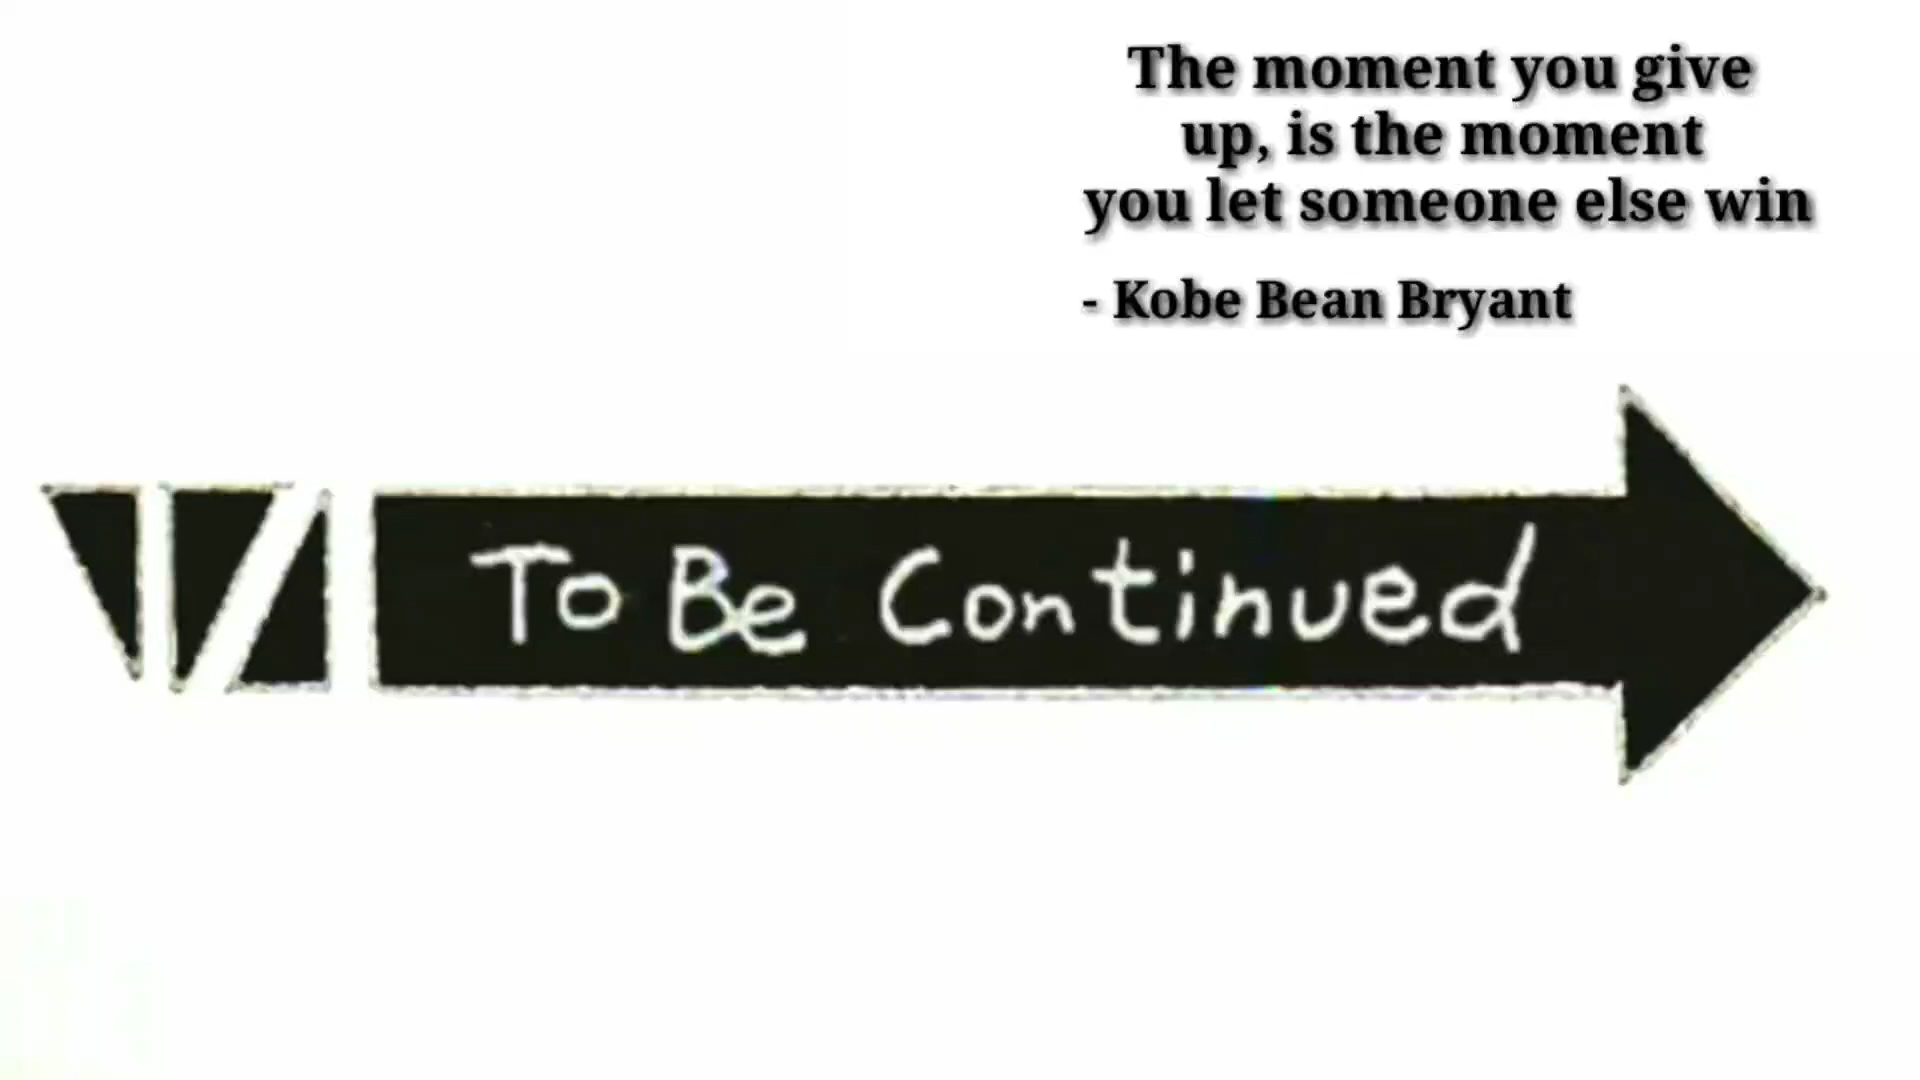 The moment you give
up, is the moment
you let someone else win
- Kobe Bean Bryant
To Be Continued